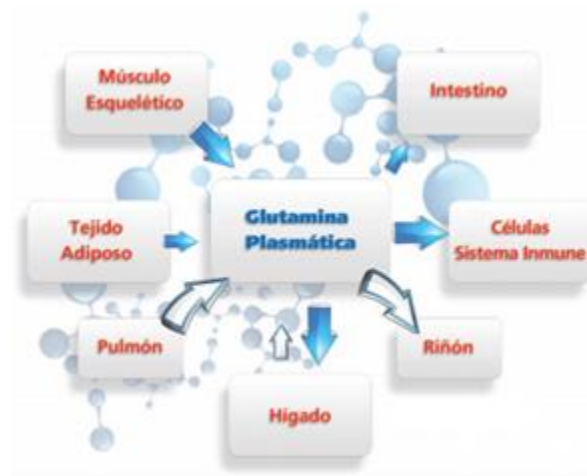 Músculo
Esquelético
Intestino
Tejido
Adiposo
Glutamina
Plasmática
Células
Sistema Inmune
Pulmón
Riñón
Hígado